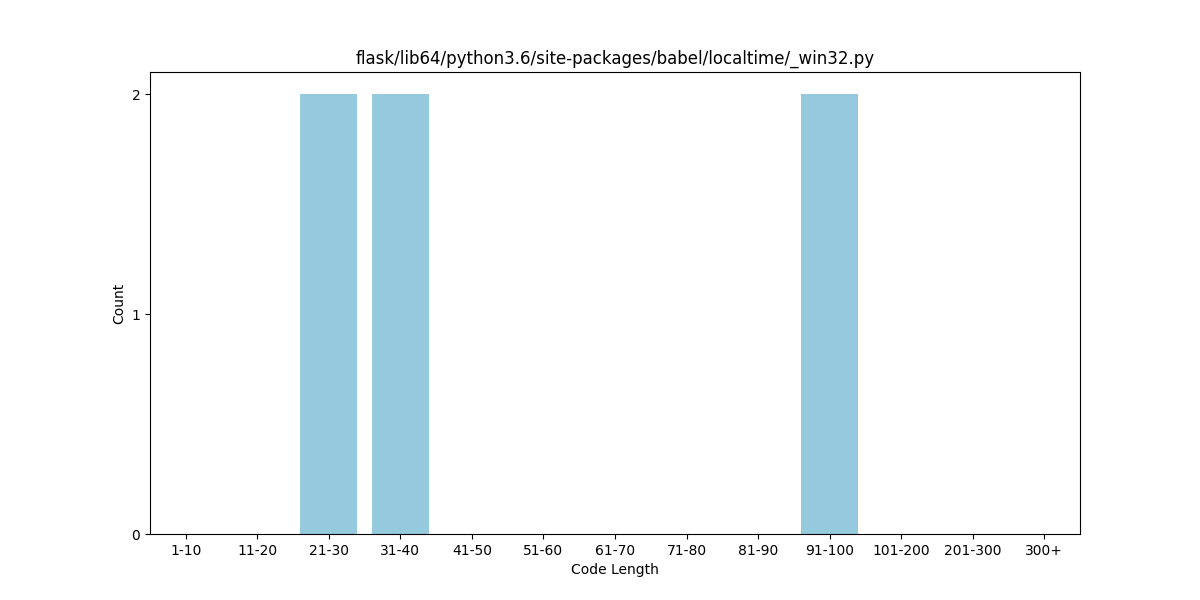 flask/lib64/python3.6/site-packages/babel/localtime/_win32.py
Count
2
1
0
1-10 11-20 21-30 31-40 41-50 51-60 61-70 71-80 81-90 91-100 101-200 201-300 300+
Code Length